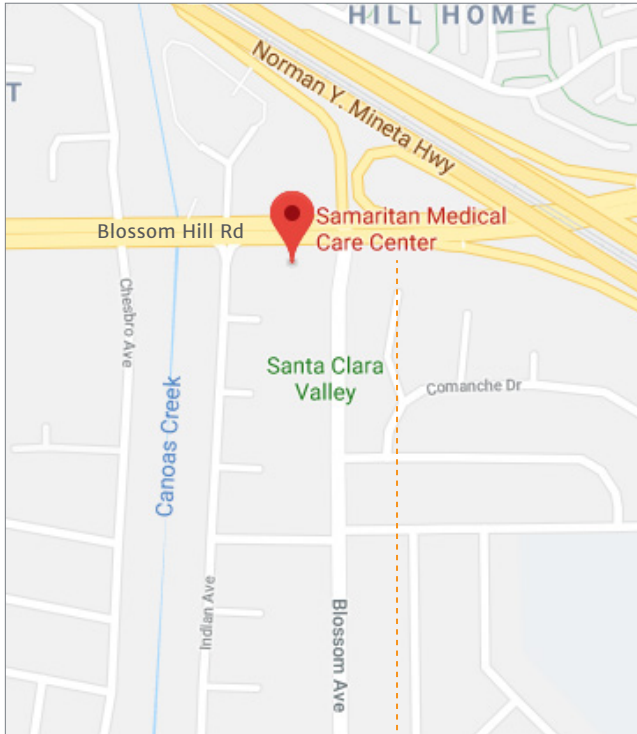 HILL HOME
T
Norman Y. Mineta Hwy
Samaritan Medical
Care Center
Blossom Hill Rd
Chesbro Ave
Santa Clara
Valley
Comanche Dr
Canoas Creek
Indian Ave
Blossom Ave